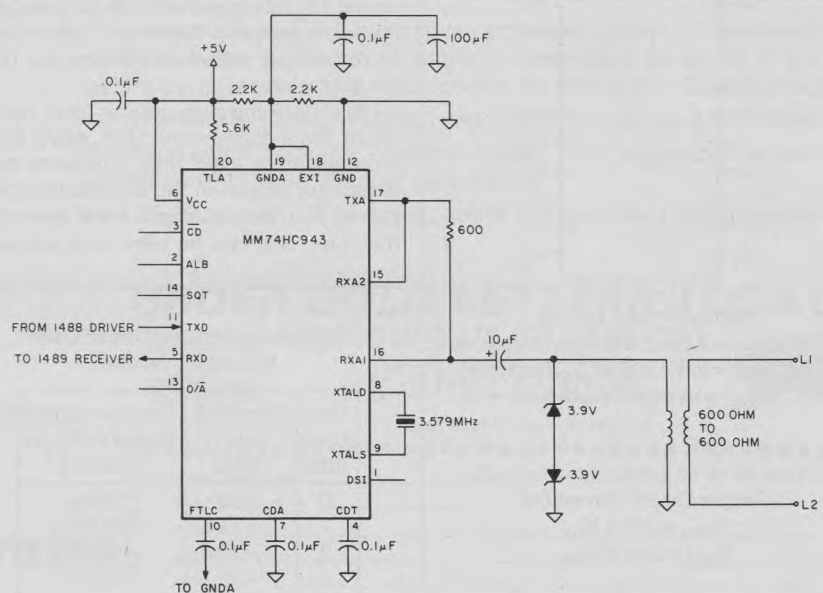 0.1µF
100µF
+5V
.0.1µF
2.2K
2.2K
5.6K
20
19
18
12
TLA
GNDA
EXI
GND
17
TXA
6
VCC
3
CD
MM74HC943
600
2
ALB
14
SQT
15
RXA2
FROM 1488 DRIVER
11
TXD
TO 1489 RECEIVER
5
RXD
16
RXA1
10µF
+
L1
13
O/A
8
XTALD
3.579MHz
3.9V
600 OHM
TO
600 OHM
9
XTALS
3.9V
DSI
1
L2
FTLC
CDA
CDT
10
7
4
0.1µF
0.1µF
0.1µF
TO GNDA